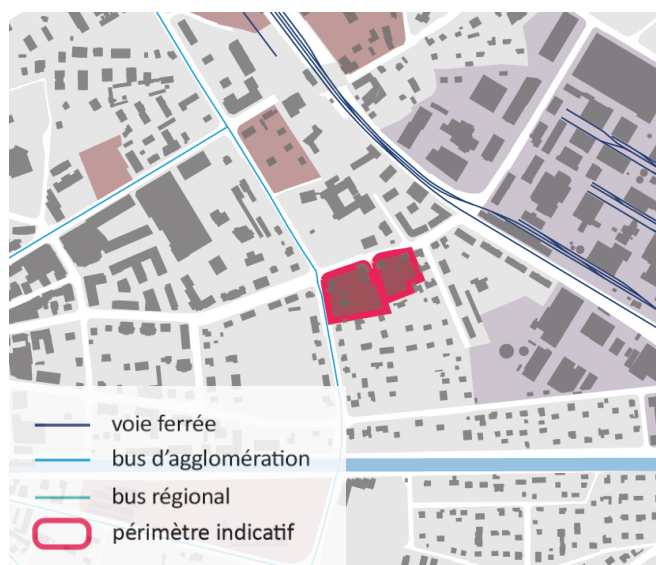 voie ferrée
bus d'agglomération
bus régional
périmètre indicatif